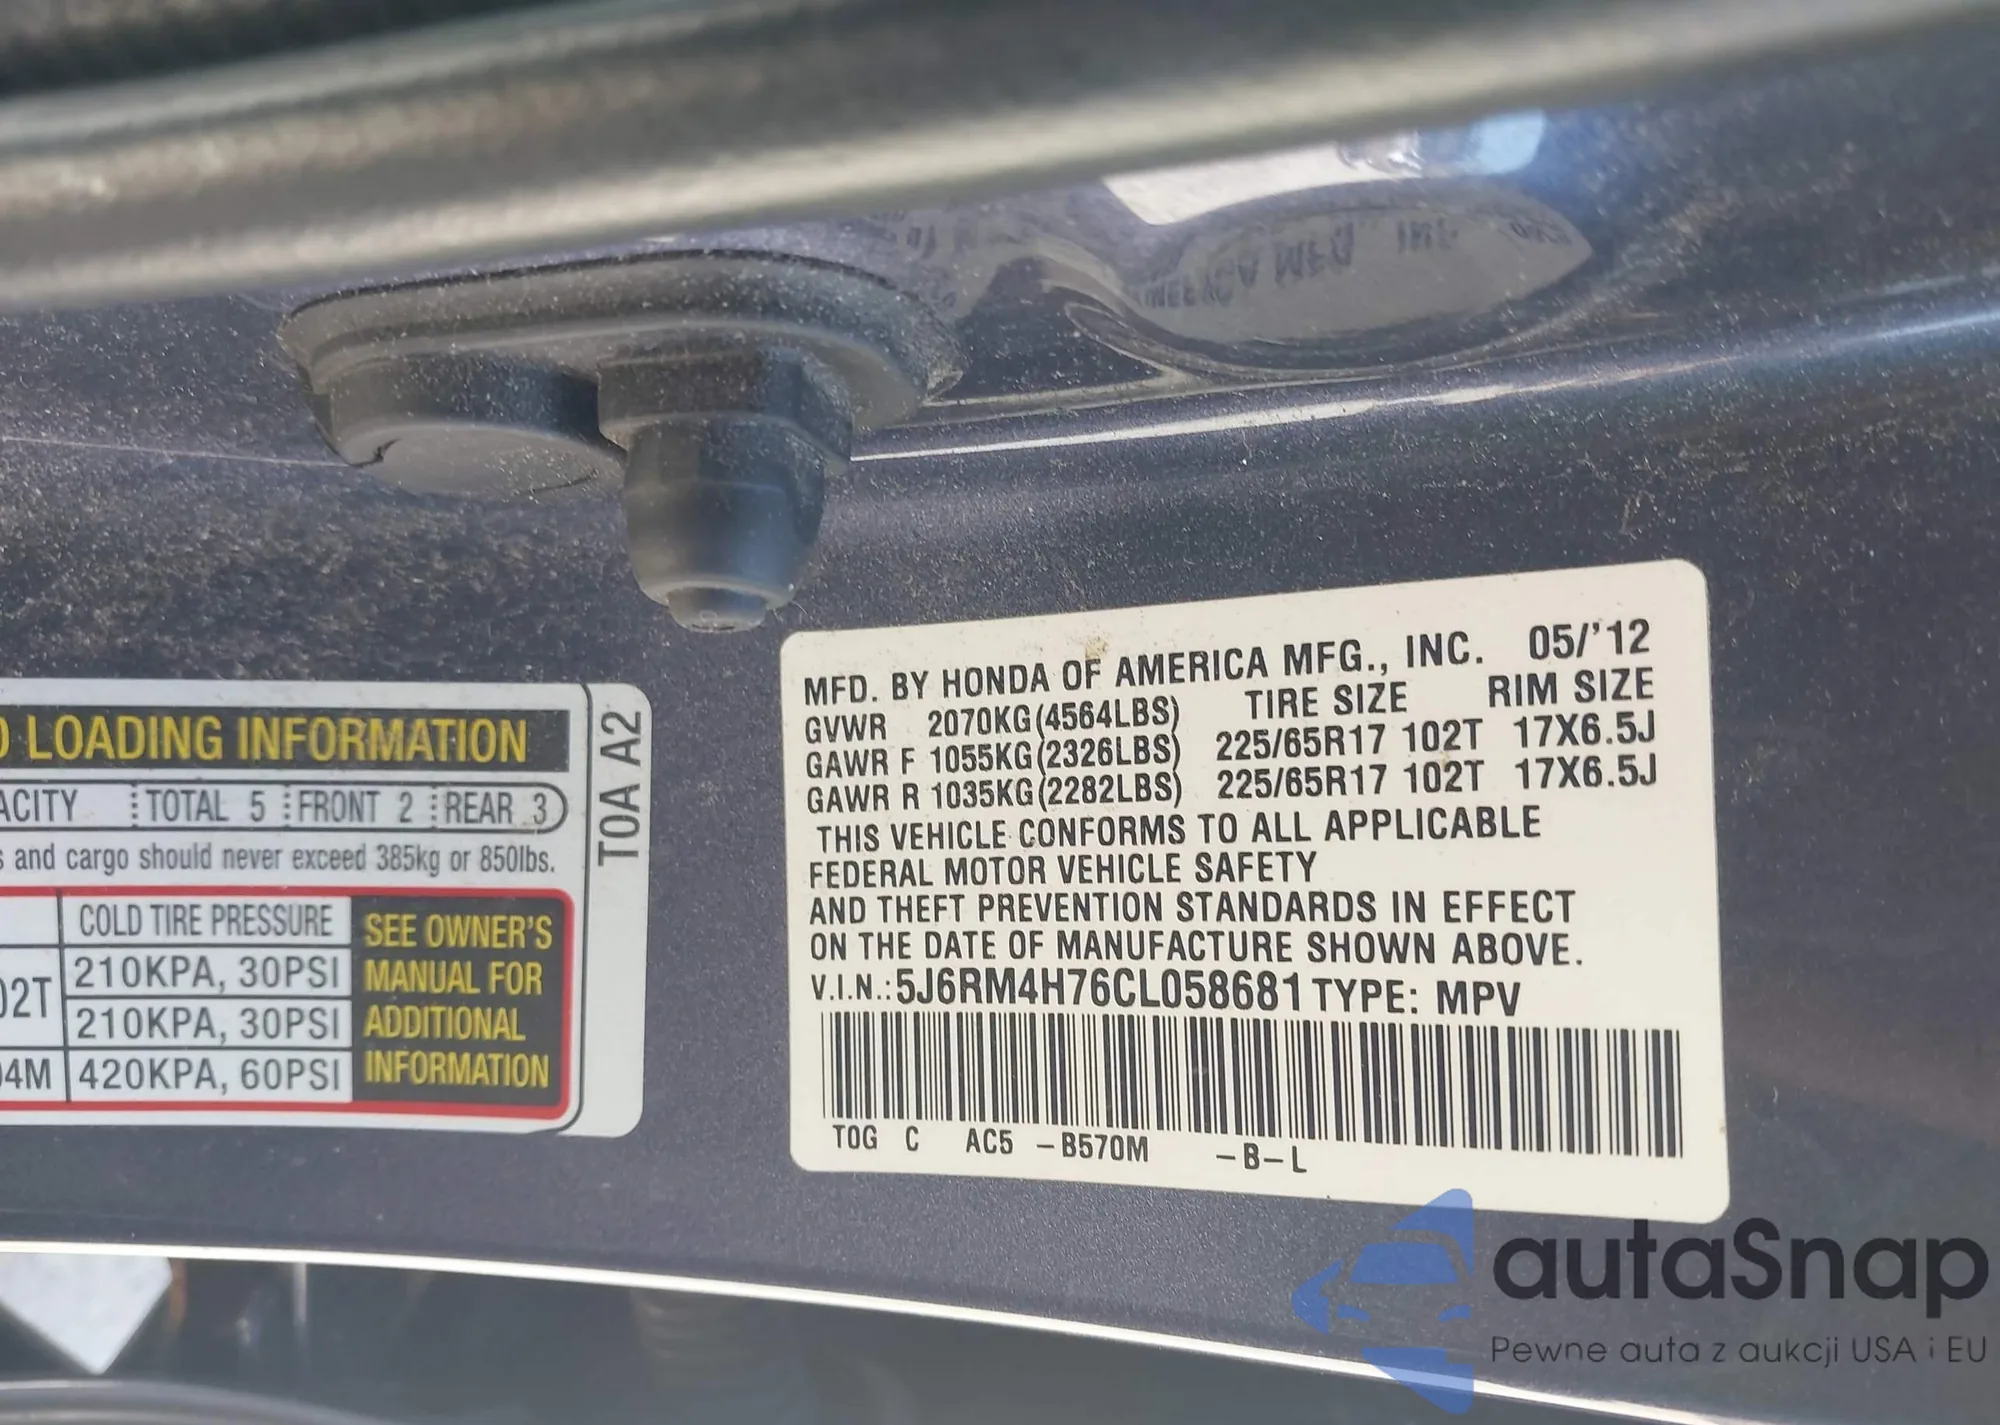 O LOADING INFORMATION
ACITY TOTAL 5 FRONT 2 REAR 3
s and cargo should never exceed 385kg or 850lbs.
COLD TIRE PRESSURE
02T 210KPA, 30PSI
210KPA, 30PSI
04M 420KPA, 60PSI
SEE OWNER'S
MANUAL FOR
ADDITIONAL
INFORMATION
T0A A2
MFD. BY HONDA OF AMERICA MFG., INC. 05/'12
GVWR 2070KG(4564LBS) TIRE SIZE RIM SIZE
GAWR F 1055KG(2326LBS) 225/65R17 102T 17X6.5J
GAWR R 1035KG(2282LBS) 225/65R17 102T 17X6.5J
THIS VEHICLE CONFORMS TO ALL APPLICABLE
FEDERAL MOTOR VEHICLE SAFETY
AND THEFT PREVENTION STANDARDS IN EFFECT
ON THE DATE OF MANUFACTURE SHOWN ABOVE.
V.I.N.: 5J6RM4H76CL058681 TYPE: MPV
T0G C AC5 -B570M -B-L
autaSnap
Pewne auta z aukcji USA i EU